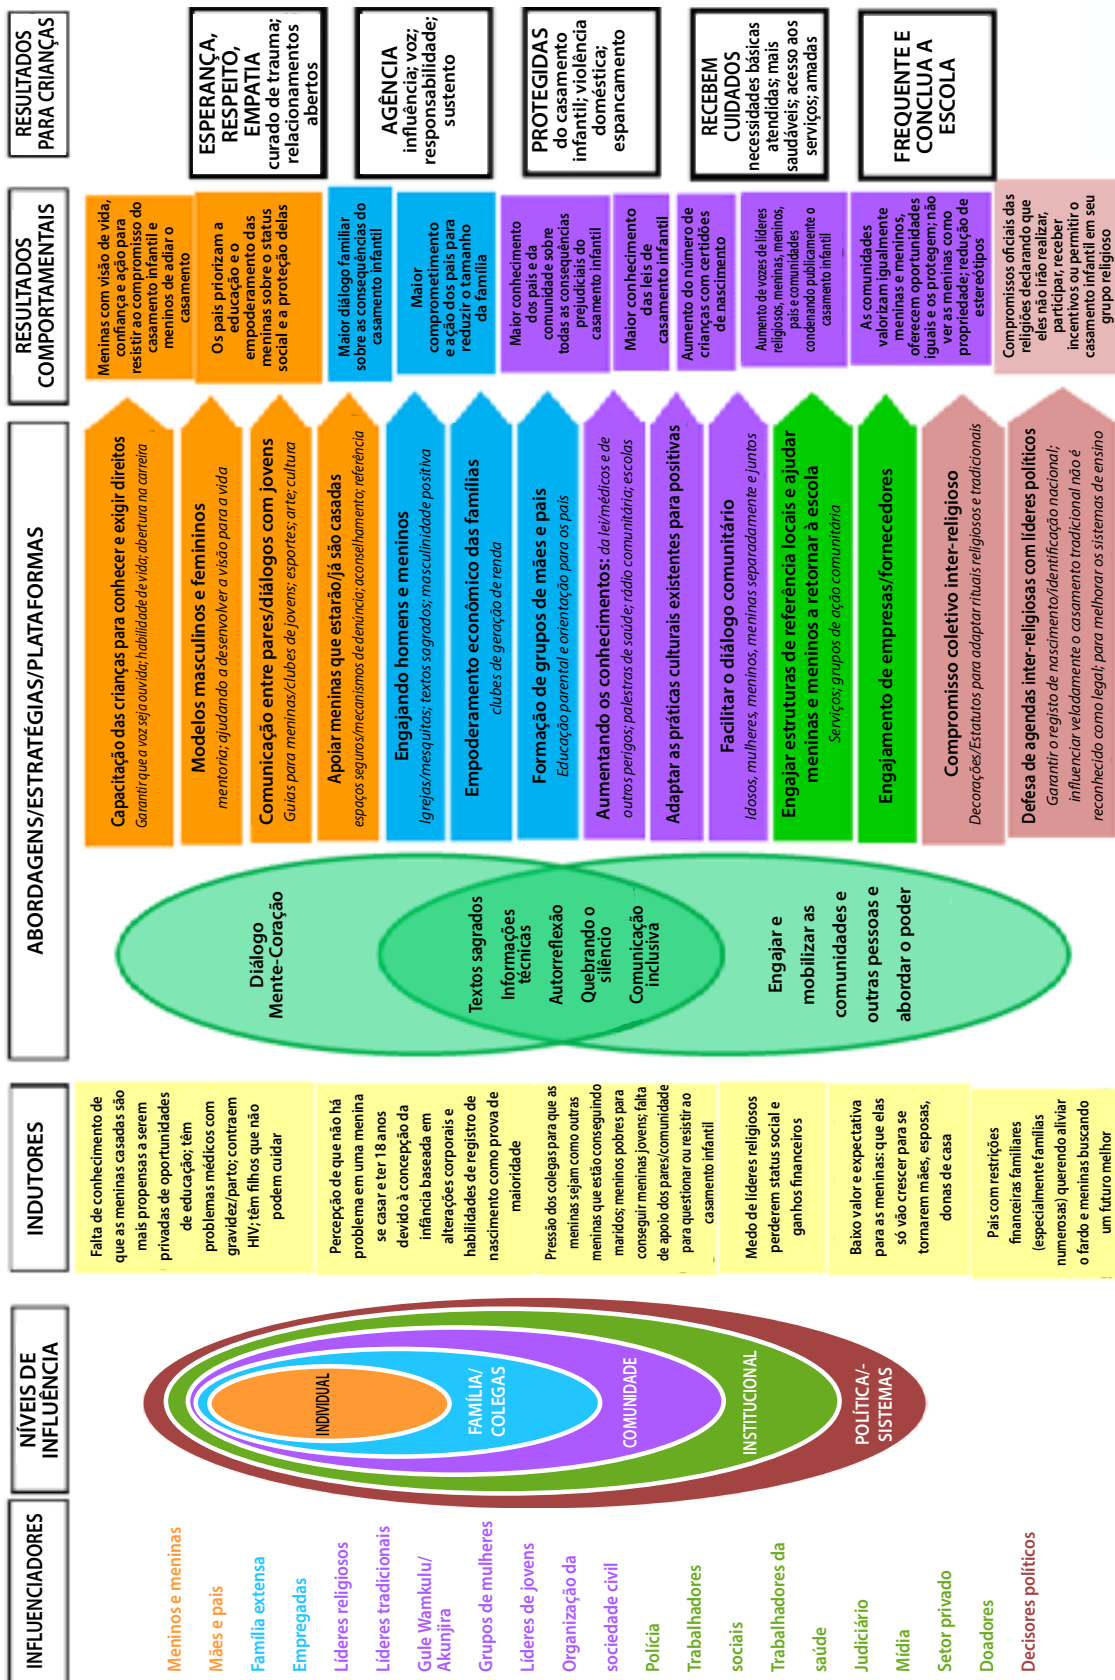 INFLUENCIADORES
Meninos e meninas
Mães e pais
Família extensa
Empregadas
Líderes religiosos
Líderes tradicionais
Gule Wamkulu/
Akunjira
Grupos de mulheres
Líderes de jovens
Organização da
sociedade civil
Polícia
Trabalhadores
sociais
Trabalhadores da
saúde
Judiciário
Mídia
Setor privado
Doadores
Decisores políticos
NÍVEIS DE
INFLUÊNCIA
INDIVIDUAL
FAMÍLIA/
COLEGAS
COMUNIDADE
INSTITUCIONAL
POLÍTICA/-
SISTEMAS
INDUTORES
Falta de conhecimento de
que as meninas casadas são
mais propensas a serem
privadas de oportunidades
de educação; têm
problemas médicos com
gravidez/parto; contraem
HIV; têm filhos que não
podem cuidar
Percepção de que não há
problema em uma menina
se casar e ter 18 anos
devido à concepção da
infância baseada em
alterações corporais e
habilidades de registro de
nascimento como prova de
maioridade
Pressão dos colegas para que as
meninas sejam como outras
meninas que estão conseguindo
maridos; meninos pobres para
conseguir meninas jovens; falta
de apoio dos pares/comunidade
para questionar ou resistir ao
casamento infantil
Medo de líderes religiosos
perderem status social e
ganhos financeiros
Baixo valor e expectativa
para as meninas: que elas
só vão crescer para se
tornarem mães, esposas,
donas de casa
Pais com restrições
financeiras familiares
(especialmente famílias
numerosas) querendo aliviar
o fardo e meninas buscando
um futuro melhor
ABORDAGENS/ESTRATÉGIAS/PLATAFORMAS
Diálogo
Mente-Coração
Textos sagrados
Informações
técnicas
Autorreflexão
Quebrando o
silêncio
Comunicação
inclusiva
Engajar e
mobilizar as
comunidades e
outras pessoas e
abordar o poder
Capacitação das crianças para conhecer e exigir direitos
Garantir que a voz seja ouvida; habilidade de vida; abertura na carreira
Modelos masculinos e femininos
mentoria; ajudando a desenvolver a visão para a vida
Comunicação entre pares/diálogos com jovens
Guias para meninas/clubes de jovens; esportes; arte; cultura
Apoiar meninas que estarão/já são casadas
espaços seguros/mecanismos de denúncia; aconselhamento; referência
Engajando homens e meninos
Igrejas/mesquitas; textos sagrados; masculinidade positiva
Empoderamento econômico das famílias
clubes de geração de renda
Formação de grupos de mães e pais
Educação parental e orientação para os pais
Aumentando os conhecimentos: da lei/médicos e de
outros perigos; palestras de saúde; rádio comunitária; escolas
Adaptar as práticas culturais existentes para positivas
Facilitar o diálogo comunitário
Idosos, mulheres, meninos, meninas separadamente e juntos
Engajar estruturas de referência locais e ajudar
meninas e meninos a retornar à escola
Serviços; grupos de ação comunitária
Engajamento de empresas/fornecedores
Compromisso coletivo inter-religioso
Decorações/Estatutos para adaptar rituais religiosos e tradicionais
Defesa de agendas inter-religiosas com líderes políticos
Garantir o registo de nascimento/identificação nacional;
influenciar veladamente o casamento tradicional não é
reconhecido como legal; para melhorar os sistemas de ensino
RESULTADOS
COMPORTAMENTAIS
Meninas com visão de vida,
confiança e ação para
resistir ao compromisso do
casamento infantil e
meninos de adiar o
casamento
Os pais priorizam a
educação e o
empoderamento das
meninas sobre o status
social e a proteção delas
Maior diálogo familiar
sobre as consequências do
casamento infantil
Maior
comprometimento
e ação dos pais para
reduzir o tamanho
da família
Maior conhecimento
dos pais e da
comunidade sobre
todas as consequências
prejudiciais do
casamento infantil
Maior conhecimento
das leis de
casamento infantil
Aumento do número de
crianças com certidões
de nascimento
Aumento de vozes de líderes
religiosos, meninas, meninos,
pais e comunidades
condenando publicamente o
casamento infantil
As comunidades
valorizam igualmente
meninas e meninos,
oferecem oportunidades
iguais e os protegem; não
ver as meninas como
propriedade; redução de
estereótipos
Compromissos oficiais das
religiões declarando que
eles não irão realizar,
participar, receber
incentivos ou permitir o
casamento infantil em seu
grupo religioso
RESULTADOS
PARA CRIANÇAS
ESPERANÇA,
RESPEITO,
EMPATIA
curado de trauma;
relacionamentos
abertos
AGÊNCIA
influência; voz;
responsabilidade;
sustento
PROTEGIDAS
do casamento
infantil; violência
doméstica;
espancamento
RECEBEM
CUIDADOS
necessidades básicas
atendidas; mais
saudáveis; acesso aos
serviços; amadas
FREQUENTE E
CONCLUA A
ESCOLA